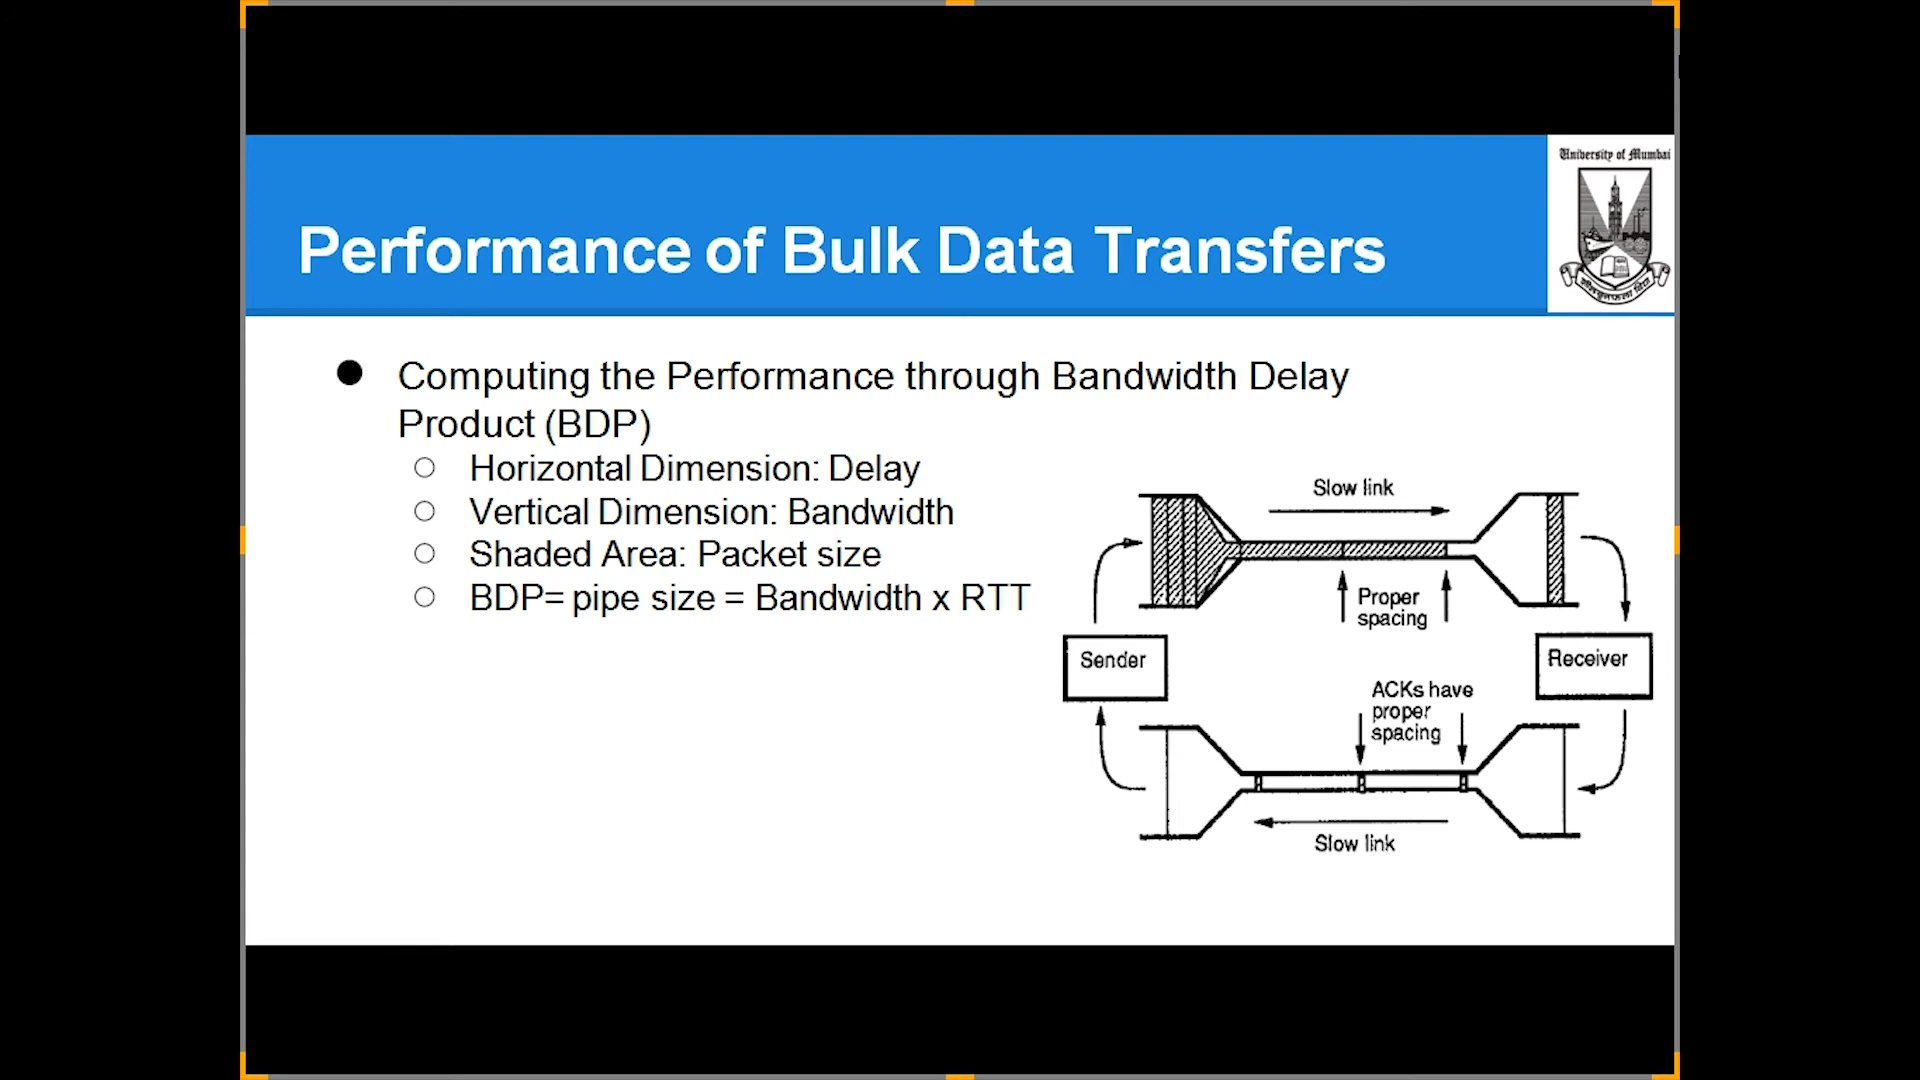 University of Mumbai
Performance of Bulk Data Transfers
Computing the Performance through Bandwidth Delay
Product (BDP)
Horizontal Dimension: Delay
Vertical Dimension: Bandwidth
Shaded Area: Packet size
BDP= pipe size = Bandwidth x RTT
Slow link
Proper
spacing
Sender
Receiver
ACKs have
proper
spacing
Slow link